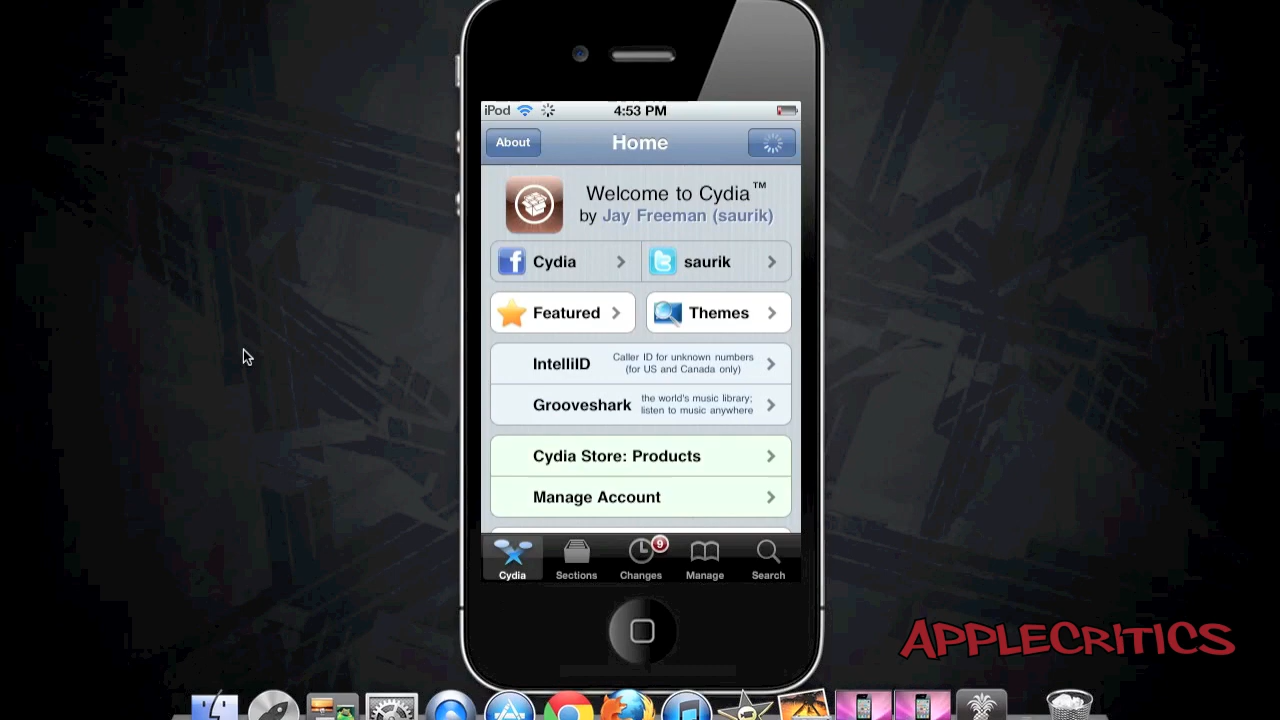 iPod 4:53 PM
About Home
Welcome to Cydia™
by Jay Freeman (saurik)
Cydia saurik
Featured Themes
IntelliID Caller ID for unknown numbers
(for US and Canada only)
Grooveshark the world's music library;
listen to music anywhere
Cydia Store: Products
Manage Account
9
Cydia Sections Changes Manage Search
APPLECRITICS